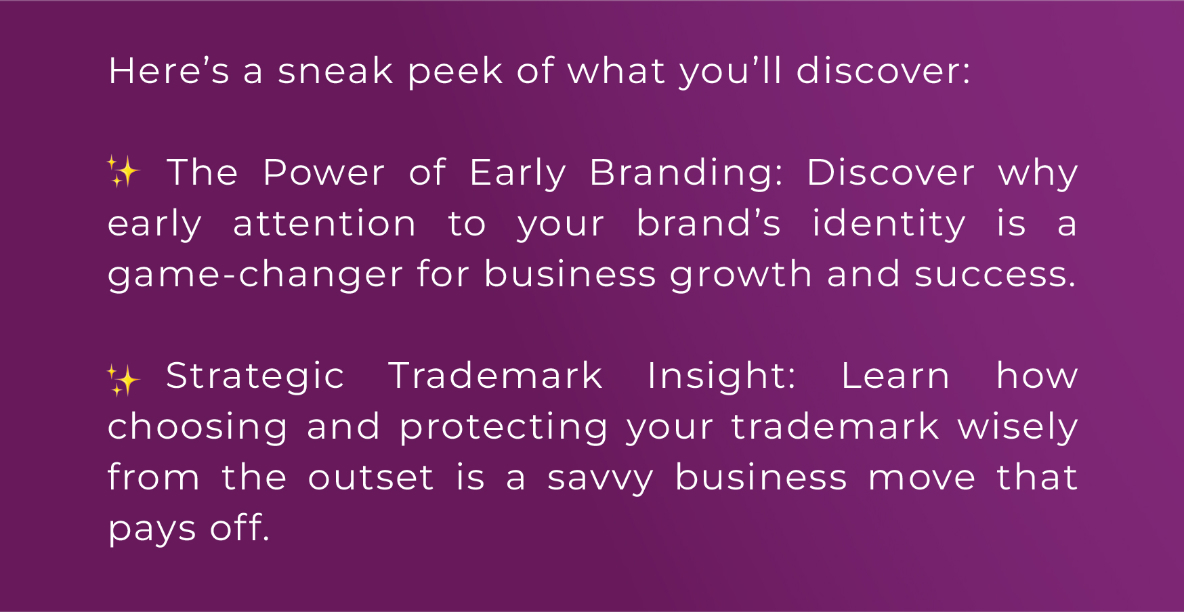 Here’s a sneak peek of what you’ll discover:
✨ The Power of Early Branding: Discover why
early attention to your brand’s identity is a
game-changer for business growth and success.
✨ Strategic Trademark Insight: Learn how
choosing and protecting your trademark wisely
from the outset is a savvy business move that
pays off.